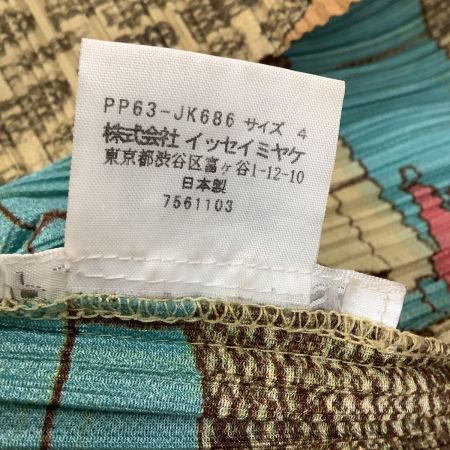 PP63-JK686 サイズ 4
株式会社 イッセイミヤケ
東京都渋谷区富ヶ谷1-12-10
日本製
7561103